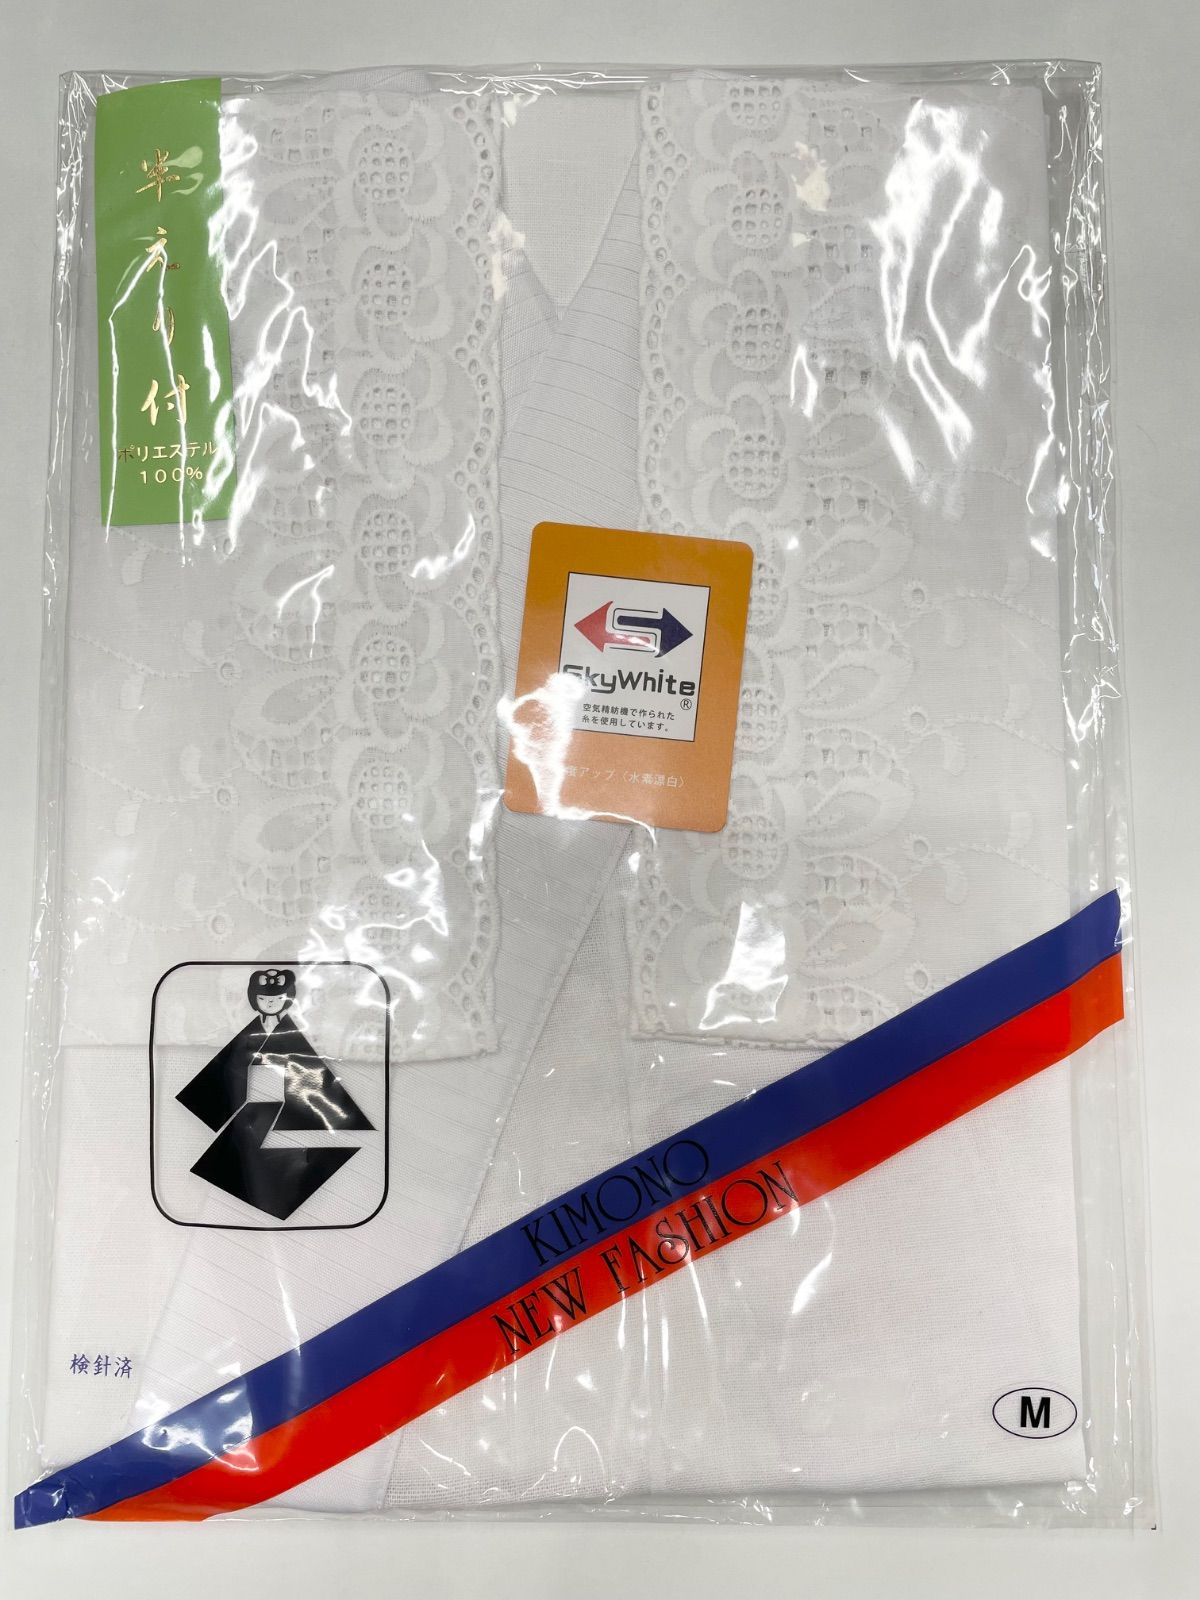 半えり付
ポリエステル
100%
SkyWhite
®
空気精紡機で作られた
糸を使用しています。
度アップ〈水素漂白〉
KIMONO
NEW FASHION
検針済
M